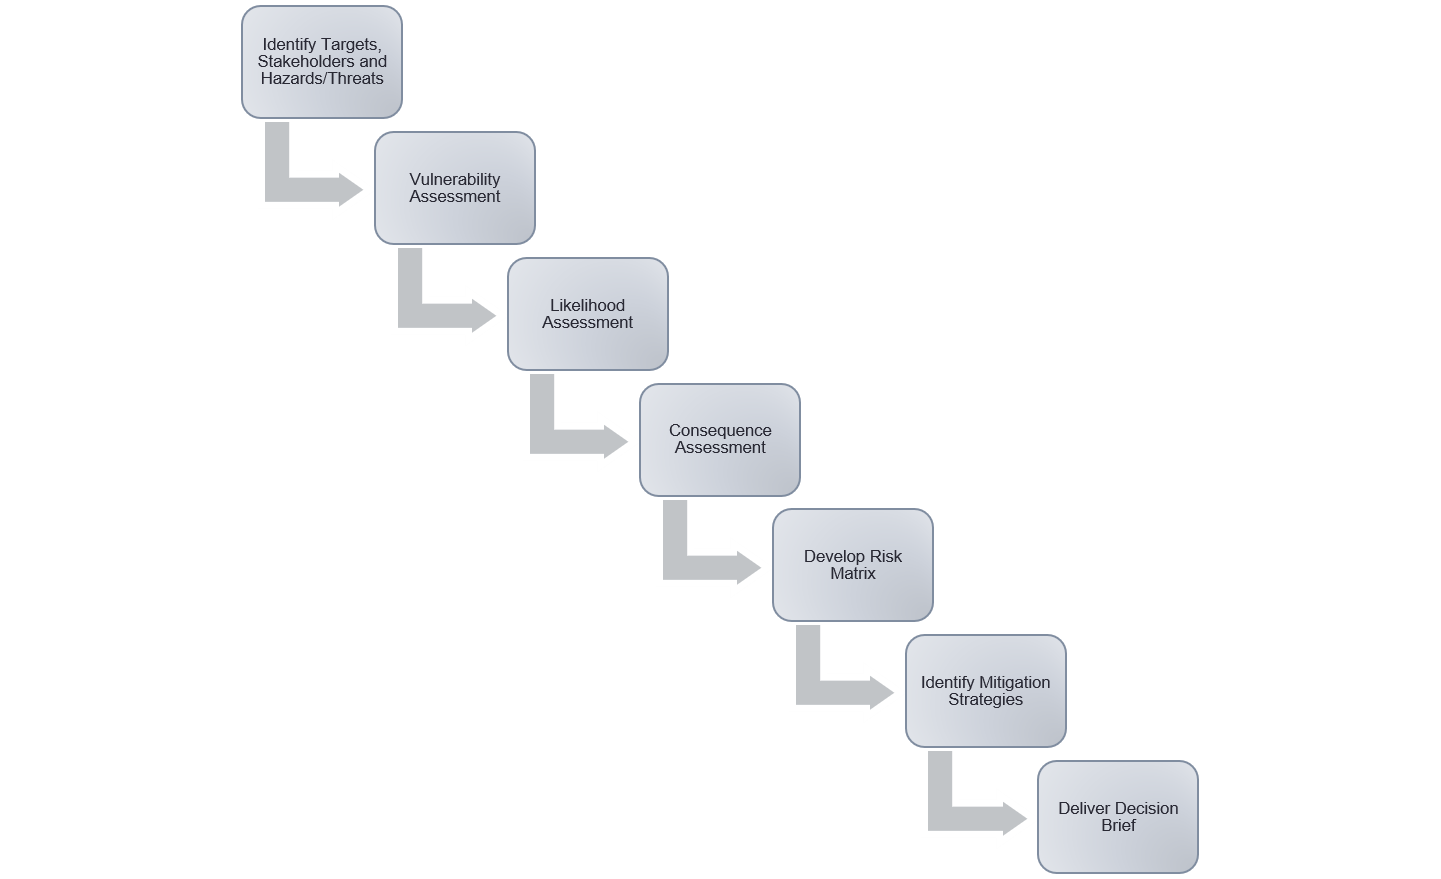 Identify Targets,
Stakeholders and
Hazards/Threats
Vulnerability
Assessment
Likelihood
Assessment
Consequence
Assessment
Develop Risk
Matrix
Identify Mitigation
Strategies
Deliver Decision
Brief